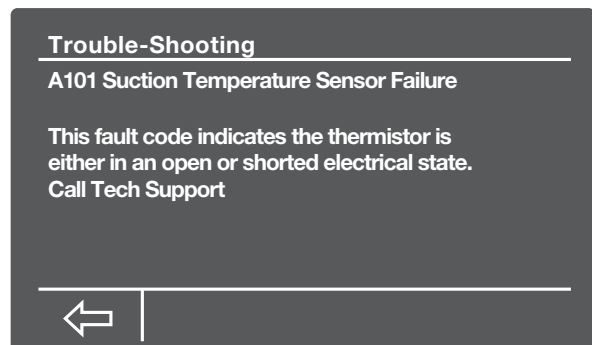 Trouble-Shooting
A101 Suction Temperature Sensor Failure
This fault code indicates the thermistor is
either in an open or shorted electrical state.
Call Tech Support